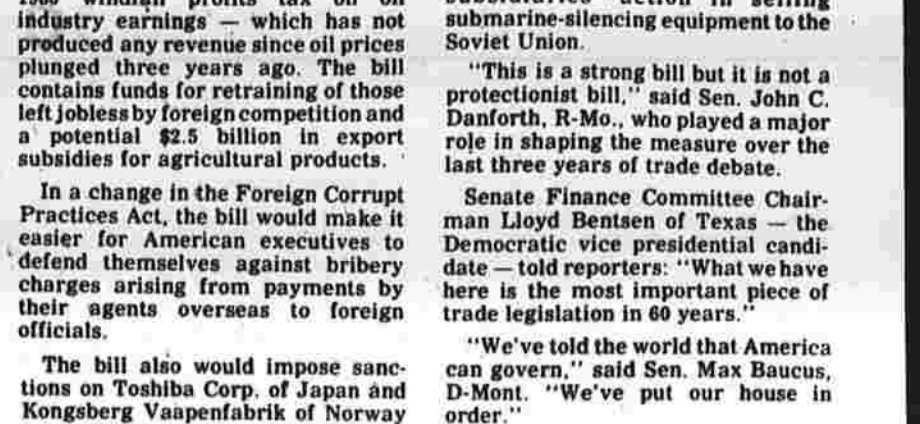 industry earnings — which has not
produced any revenue since oil prices
plunged three years ago. The bill
contains funds for retraining of those
left jobless by foreign competition and
a potential $2.5 billion in export
subsidies for agricultural products.
In a change in the Foreign Corrupt
Practices Act, the bill would make it
easier for American executives to
defend themselves against bribery
charges arising from payments by
their agents overseas to foreign
officials.
The bill also would impose sanc-
tions on Toshiba Corp. of Japan and
Kongsberg Vaapenfabrik of Norway
submarine-silencing equipment to the
Soviet Union.
"This is a strong bill but it is not a
protectionist bill," said Sen. John C.
Danforth, R-Mo., who played a major
role in shaping the measure over the
last three years of trade debate.
Senate Finance Committee Chair-
man Lloyd Bentsen of Texas — the
Democratic vice presidential candi-
date — told reporters: "What we have
here is the most important piece of
trade legislation in 60 years."
"We've told the world that America
can govern," said Sen. Max Baucus,
D-Mont. "We've put our house in
order."